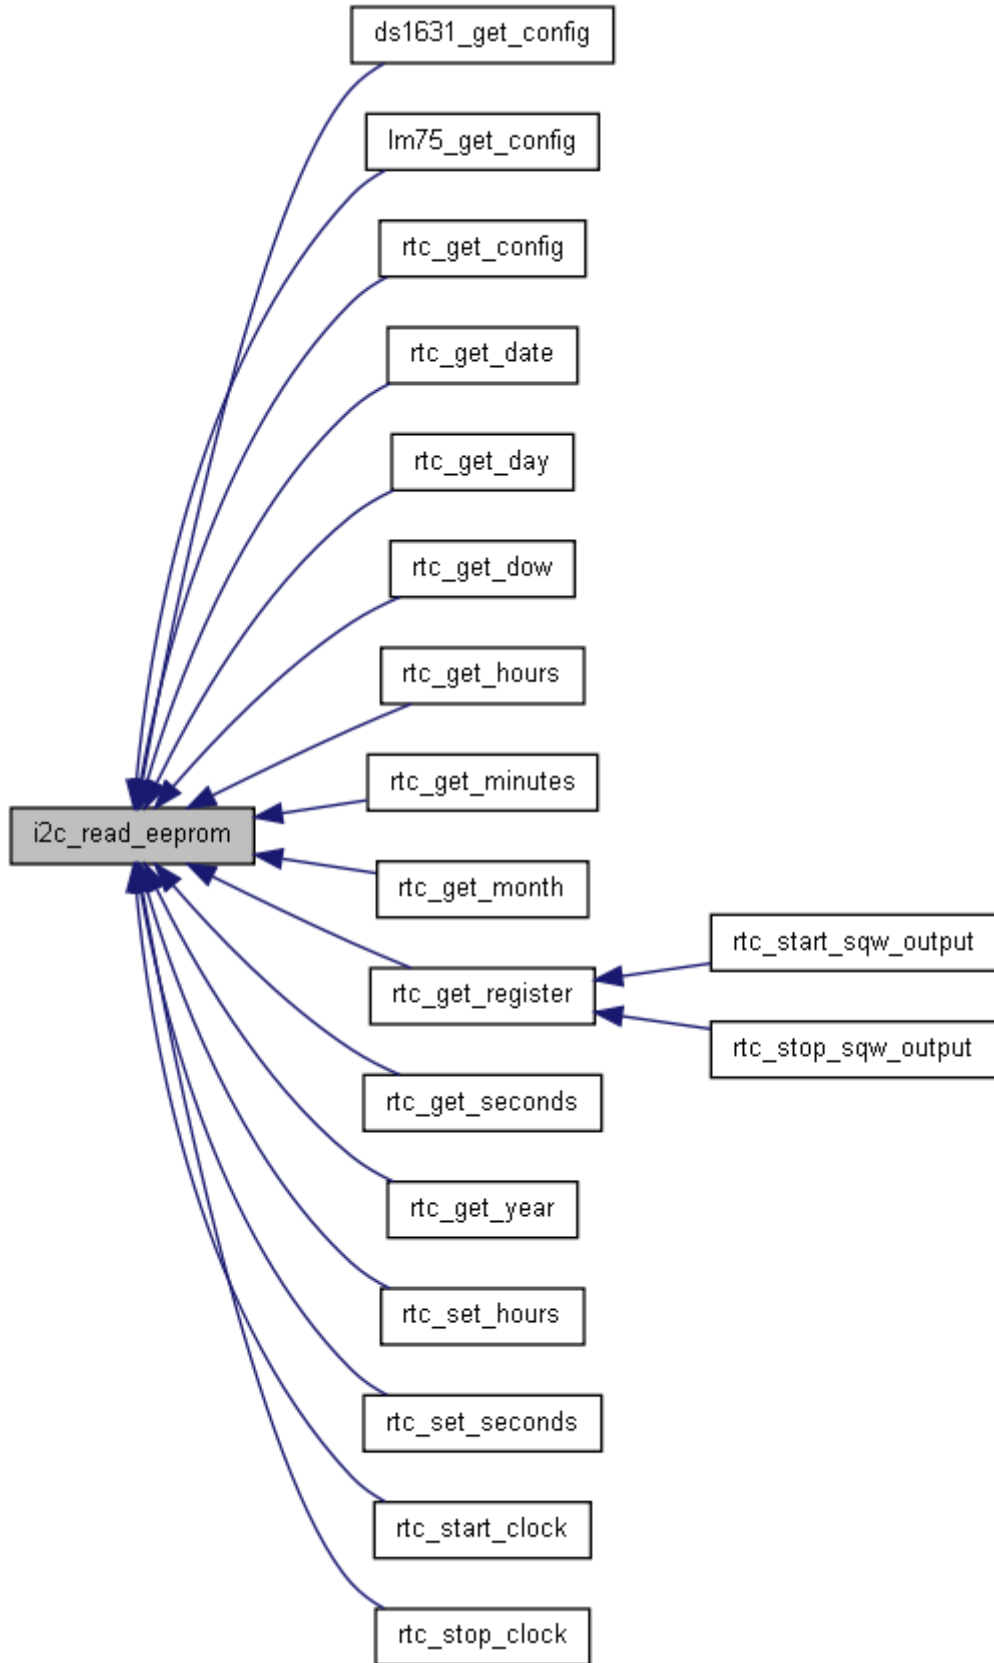 ds1631_get_config
lm75_get_config
rtc_get_config
rtc_get_date
rtc_get_day
rtc_get_dow
rtc_get_hours
rtc_get_minutes
i2c_read_eeprom
rtc_get_month
rtc_start_sqw_output
rtc_get_register
rtc_stop_sqw_output
rtc_get_seconds
rtc_get_year
rtc_set_hours
rtc_set_seconds
rtc_start_clock
rtc_stop_clock